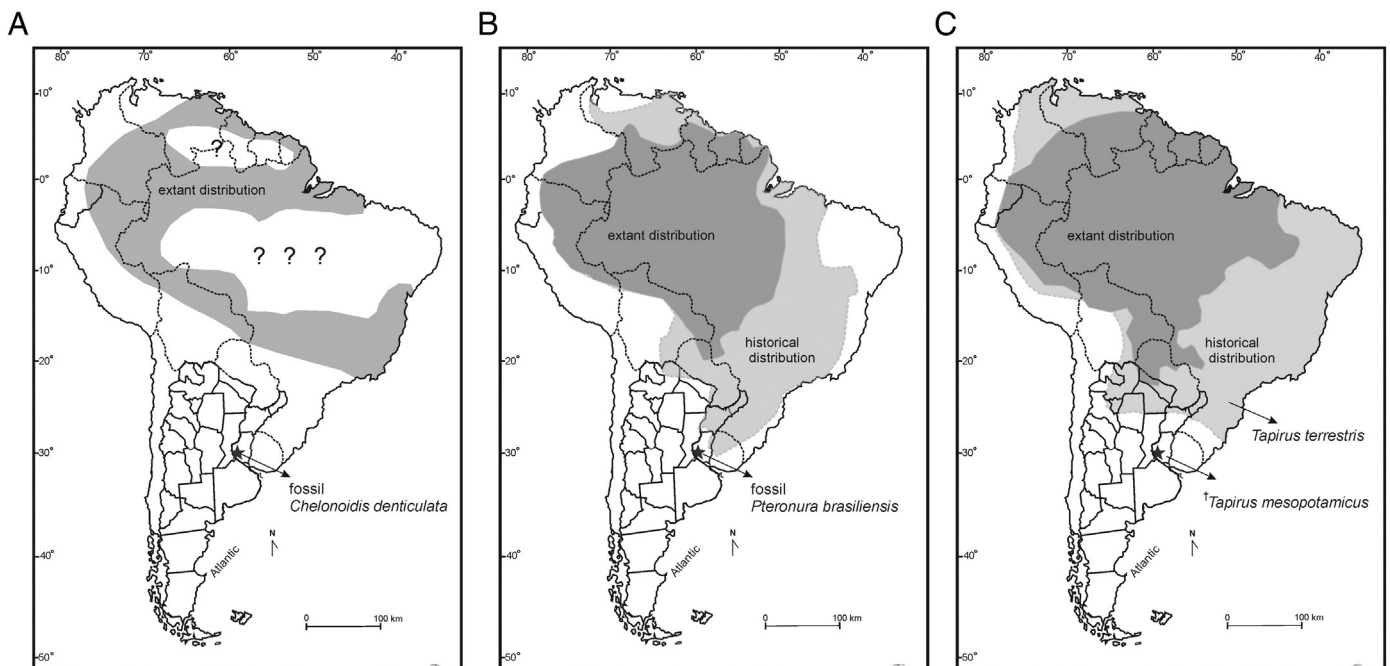 A
80° 70° 60° 50° 40°
10°
?
0°
extant distribution
? ? ?
10°
20°
30°
fossil
Chelonoidis denticulata
N
40°
Atlantic
0 100 km
50°
B
80° 70° 60° 50° 40°
10°
0°
extant distribution
10°
historical
distribution
20°
30°
fossil
Pteronura brasiliensis
N
40°
Atlantic
0 100 km
50°
C
80° 70° 60° 50° 40°
10°
0°
extant distribution
10°
historical
distribution
20°
Tapirus terrestris
30°
†Tapirus mesopotamicus
N
40°
Atlantic
0 100 km
50°